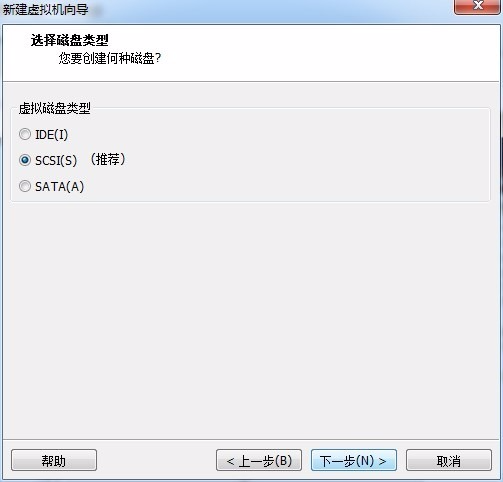 新建虚拟机向导
选择磁盘类型
您要创建何种磁盘?
虚拟磁盘类型
IDE(I)
SCSI(S) （推荐）
SATA(A)
帮助
< 上一步(B)
下一步(N) >
取消